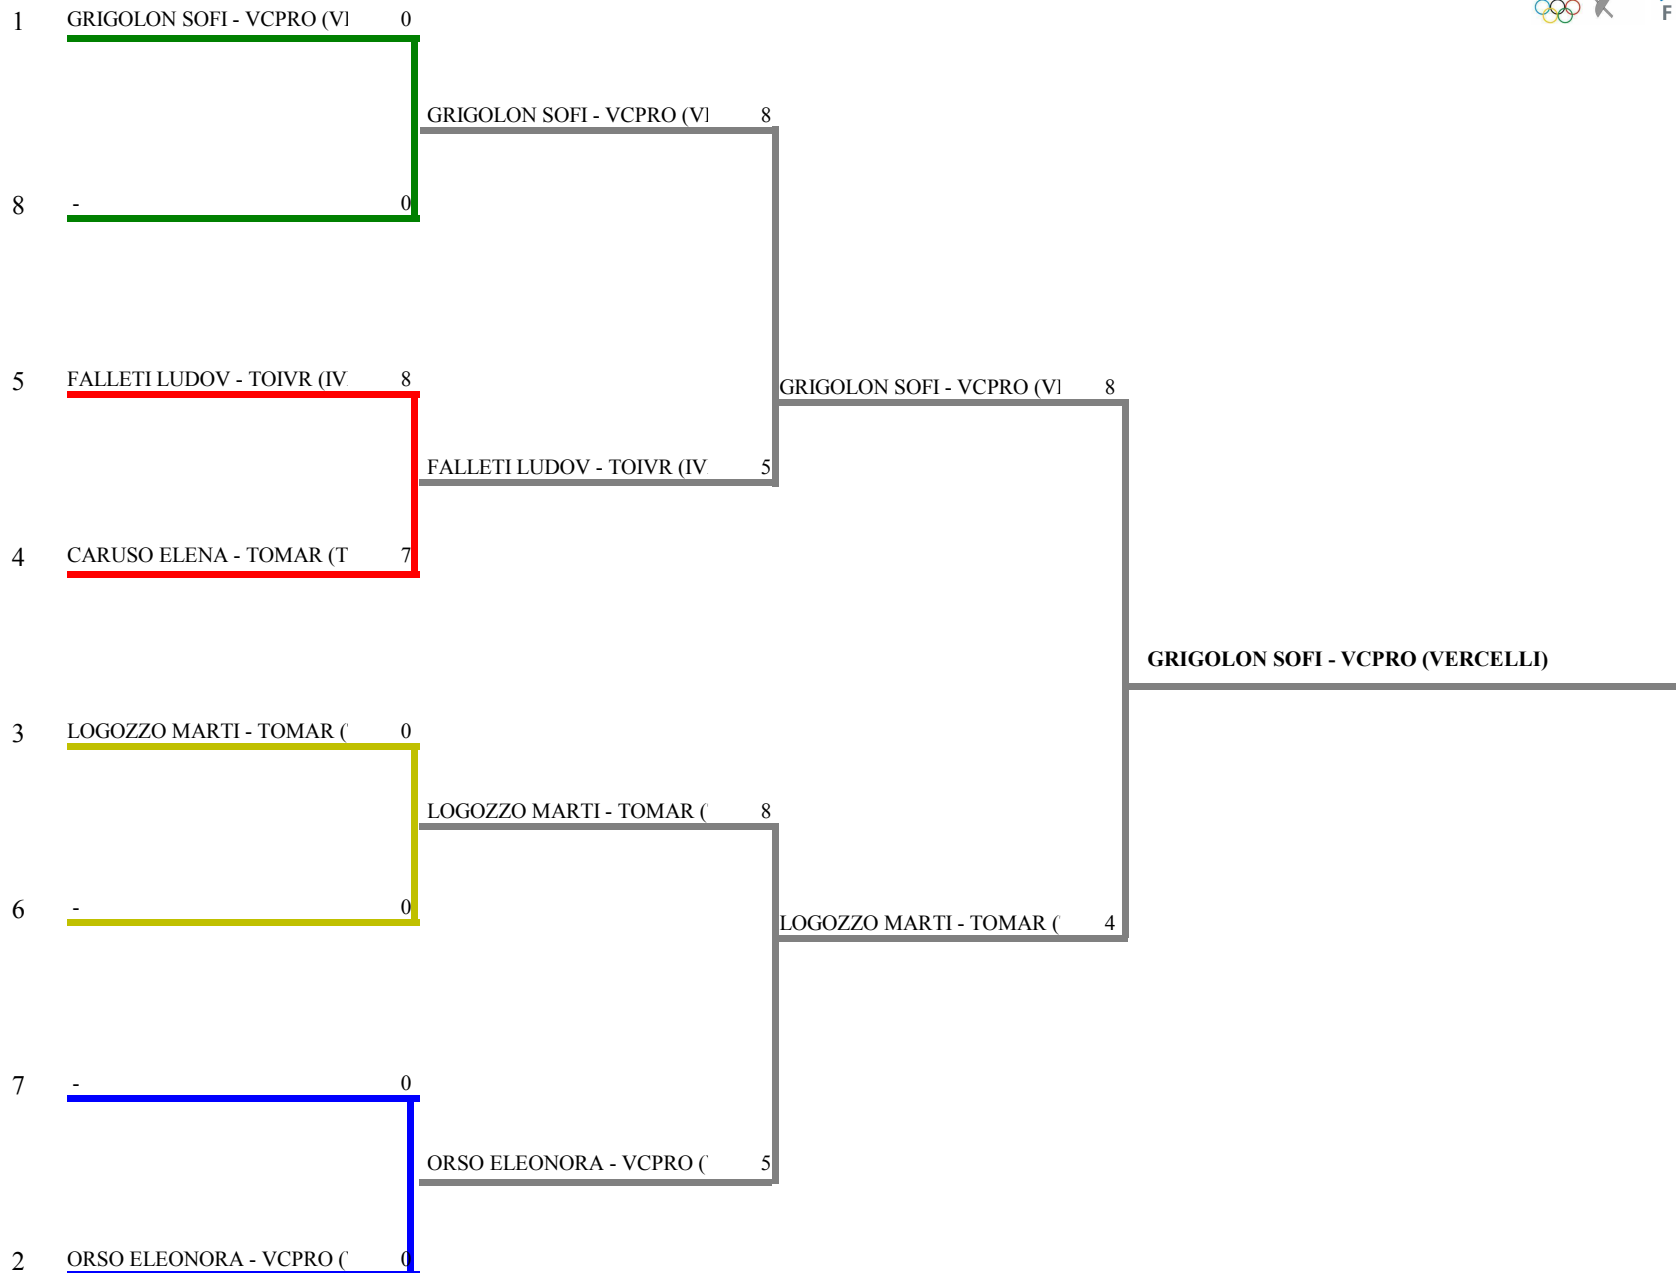 1 GRIGOLON SOFI - VCPRO (VI 0
F
GRIGOLON SOFI - VCPRO (VI 8
8 - 0
5 FALLETI LUDOV - TOIVR (IV 8
GRIGOLON SOFI - VCPRO (VI 8
FALLETI LUDOV - TOIVR (IV 5
4 CARUSO ELENA - TOMAR (T 7
GRIGOLON SOFI - VCPRO (VERCELLI)
3 LOGOZZO MARTI - TOMAR ( 0
LOGOZZO MARTI - TOMAR ( 8
6 - 0
LOGOZZO MARTI - TOMAR ( 4
7 - 0
ORSO ELEONORA - VCPRO ( 5
2 ORSO ELEONORA - VCPRO ( 0